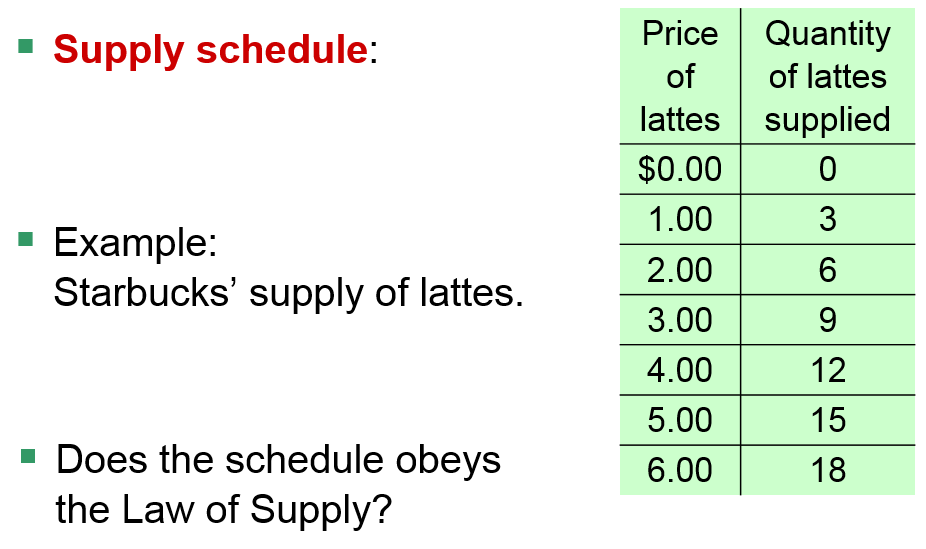 Supply schedule:
Example:
Starbucks’ supply of lattes.
Does the schedule obeys
the Law of Supply?
Price Quantity
of of lattes
lattes supplied
$0.00 0
1.00 3
2.00 6
3.00 9
4.00 12
5.00 15
6.00 18